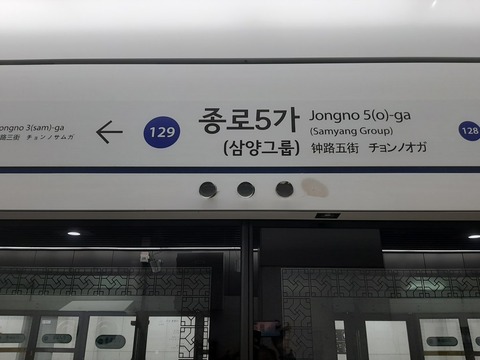 ongno 3(sam)-ga
路三街 チョンノサムガ
129
종로5가
(삼양그룹)
Jongno 5(o)-ga
(Samyang Group)
钟路五街 チョンノオガ
128